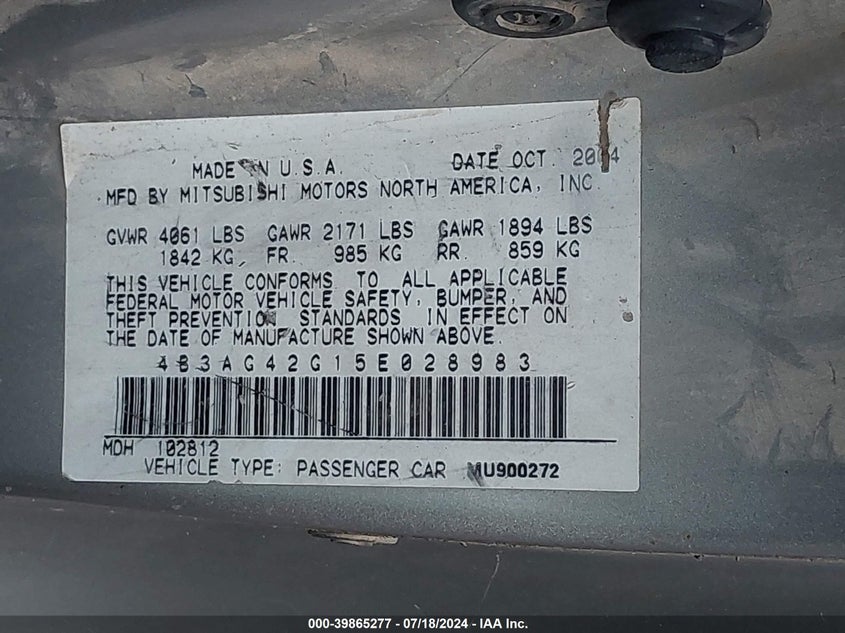 MADE IN U.S.A. DATE OCT. 2004
MFD BY MITSUBISHI MOTORS NORTH AMERICA, INC.
GVWR 4061 LBS GAWR 2171 LBS GAWR 1894 LBS
1842 KG, FR. 985 KG RR. 859 KG
THIS VEHICLE CONFORMS TO ALL APPLICABLE
FEDERAL MOTOR VEHICLE SAFETY, BUMPER, AND
THEFT PREVENTION STANDARDS IN EFFECT ON
THE DATE OF MANUFACTURE SHOWN ABOVE.
4B3AG42G15E028983
MDH 102812
VEHICLE TYPE: PASSENGER CAR MU900272
000-39865277 - 07/18/2024 - IAA Inc.